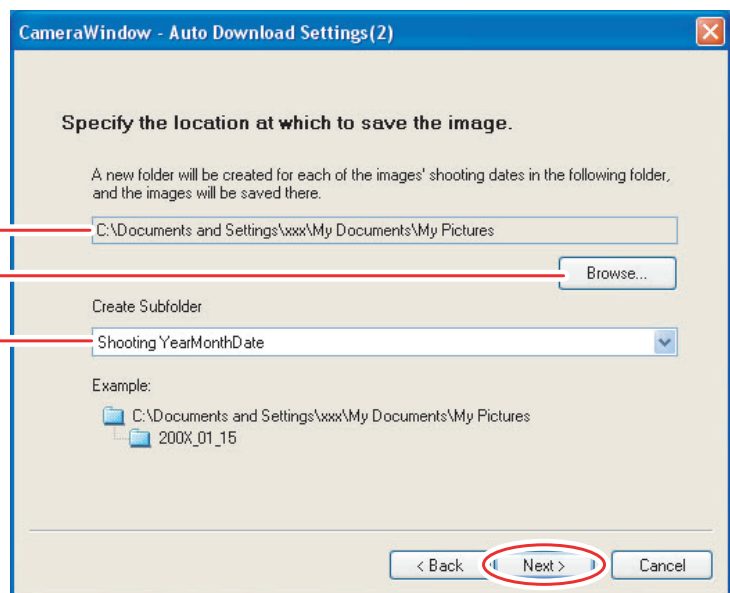 CameraWindow - Auto Download Settings(2)
Specify the location at which to save the image.
A new folder will be created for each of the images' shooting dates in the following folder,
and the images will be saved there.
C:\Documents and Settings\xxx\My Documents\My Pictures
Browse...
Create Subfolder
Shooting YearMonthDate
Example:
C:\Documents and Settings\xxx\My Documents\My Pictures
200X_01_15
< Back Next > Cancel